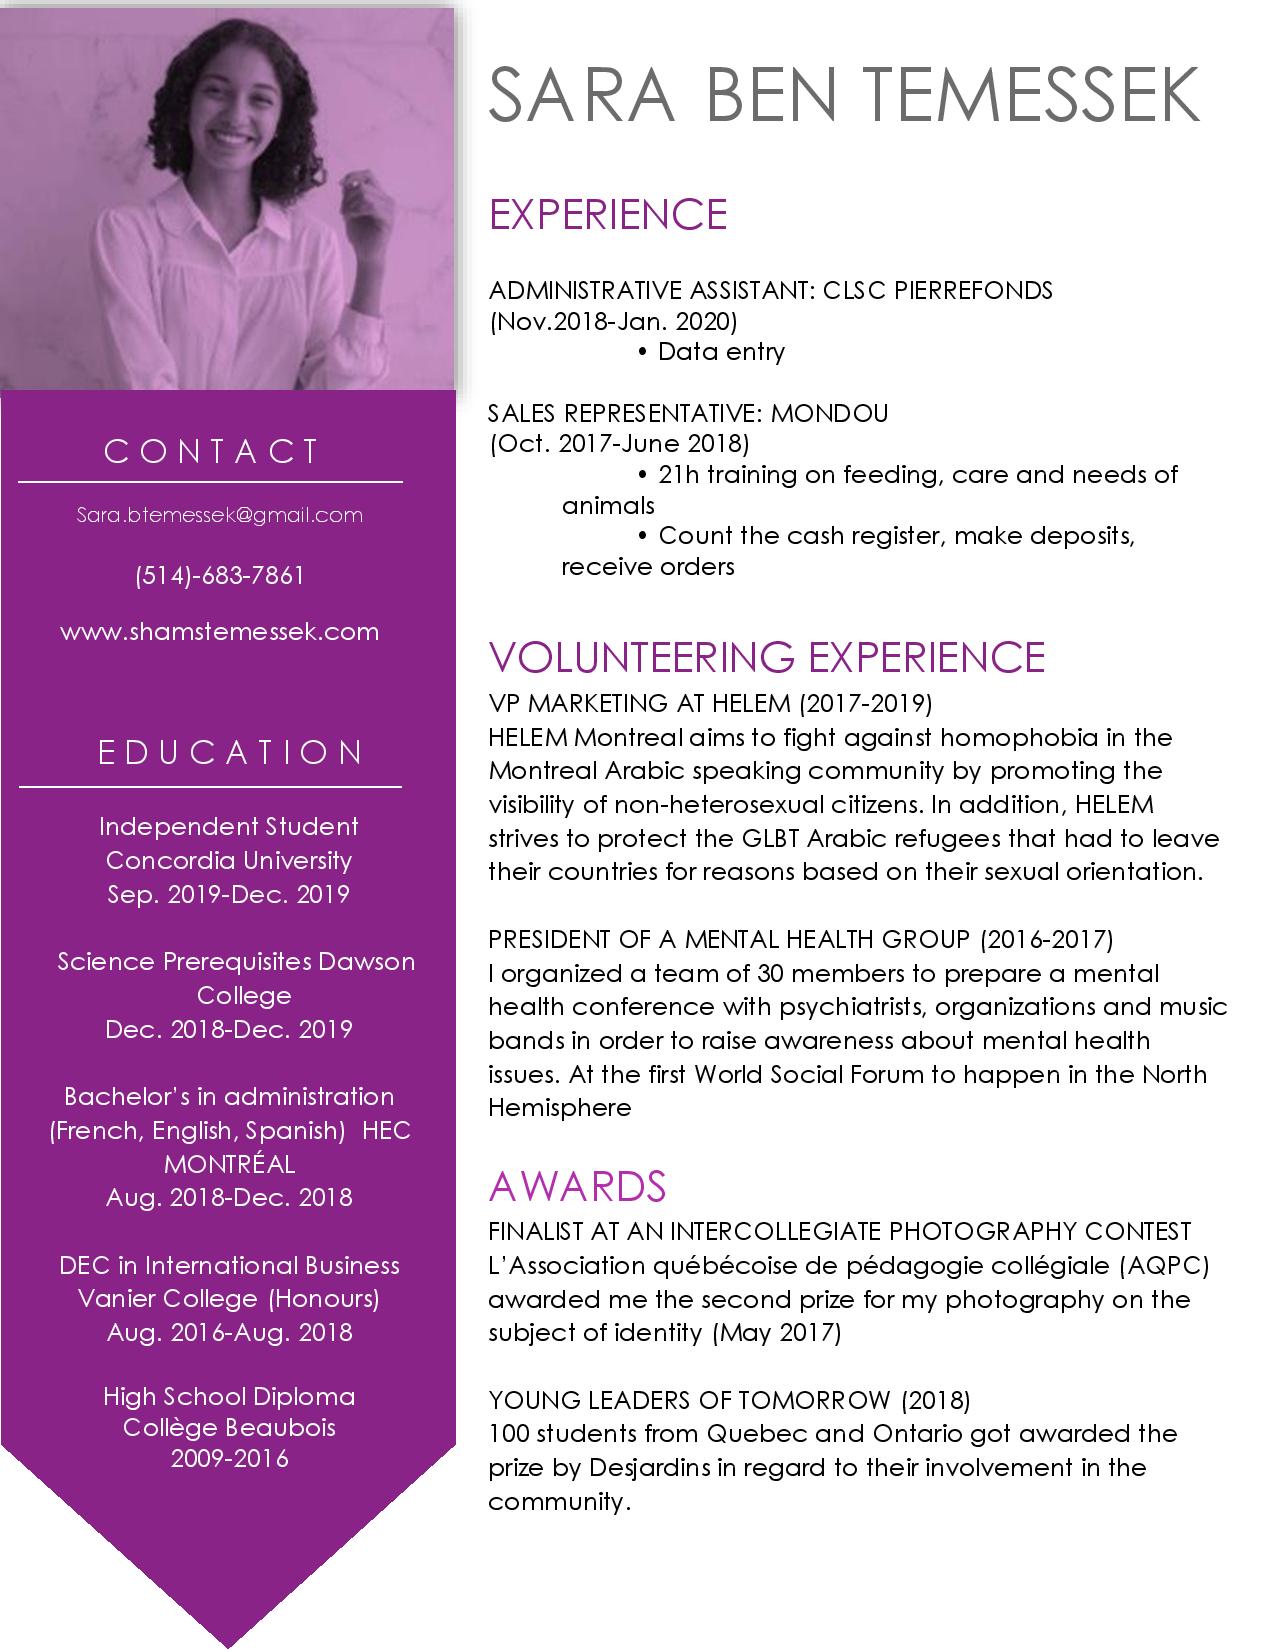 SARA BEN TEMESSEK
CONTACT
Sara.btemessek@gmail.com
(514)-683-7861
www.shamstemessek.com
EDUCATION
Independent Student
Concordia University
Sep. 2019-Dec. 2019
Science Prerequisites Dawson
College
Dec. 2018-Dec. 2019
Bachelor's in administration
(French, English, Spanish)  HEC
MONTRÉAL
Aug. 2018-Dec. 2018
DEC in International Business
Vanier College (Honours)
Aug. 2016-Aug. 2018
High School Diploma
Collège Beaubois
2009-2016
EXPERIENCE
ADMINISTRATIVE ASSISTANT: CLSC PIERREFONDS
(Nov.2018-Jan. 2020)
• Data entry
SALES REPRESENTATIVE: MONDOU
(Oct. 2017-June 2018)
• 21h training on feeding, care and needs of
animals
• Count the cash register, make deposits,
receive orders
VOLUNTEERING EXPERIENCE
VP MARKETING AT HELEM (2017-2019)
HELEM Montreal aims to fight against homophobia in the
Montreal Arabic speaking community by promoting the
visibility of non-heterosexual citizens. In addition, HELEM
strives to protect the GLBT Arabic refugees that had to leave
their countries for reasons based on their sexual orientation.
PRESIDENT OF A MENTAL HEALTH GROUP (2016-2017)
I organized a team of 30 members to prepare a mental
health conference with psychiatrists, organizations and music
bands in order to raise awareness about mental health
issues. At the first World Social Forum to happen in the North
Hemisphere
AWARDS
FINALIST AT AN INTERCOLLEGIATE PHOTOGRAPHY CONTEST
L'Association québécoise de pédagogie collégiale (AQPC)
awarded me the second prize for my photography on the
subject of identity (May 2017)
YOUNG LEADERS OF TOMORROW (2018)
100 students from Quebec and Ontario got awarded the
prize by Desjardins in regard to their involvement in the
community.